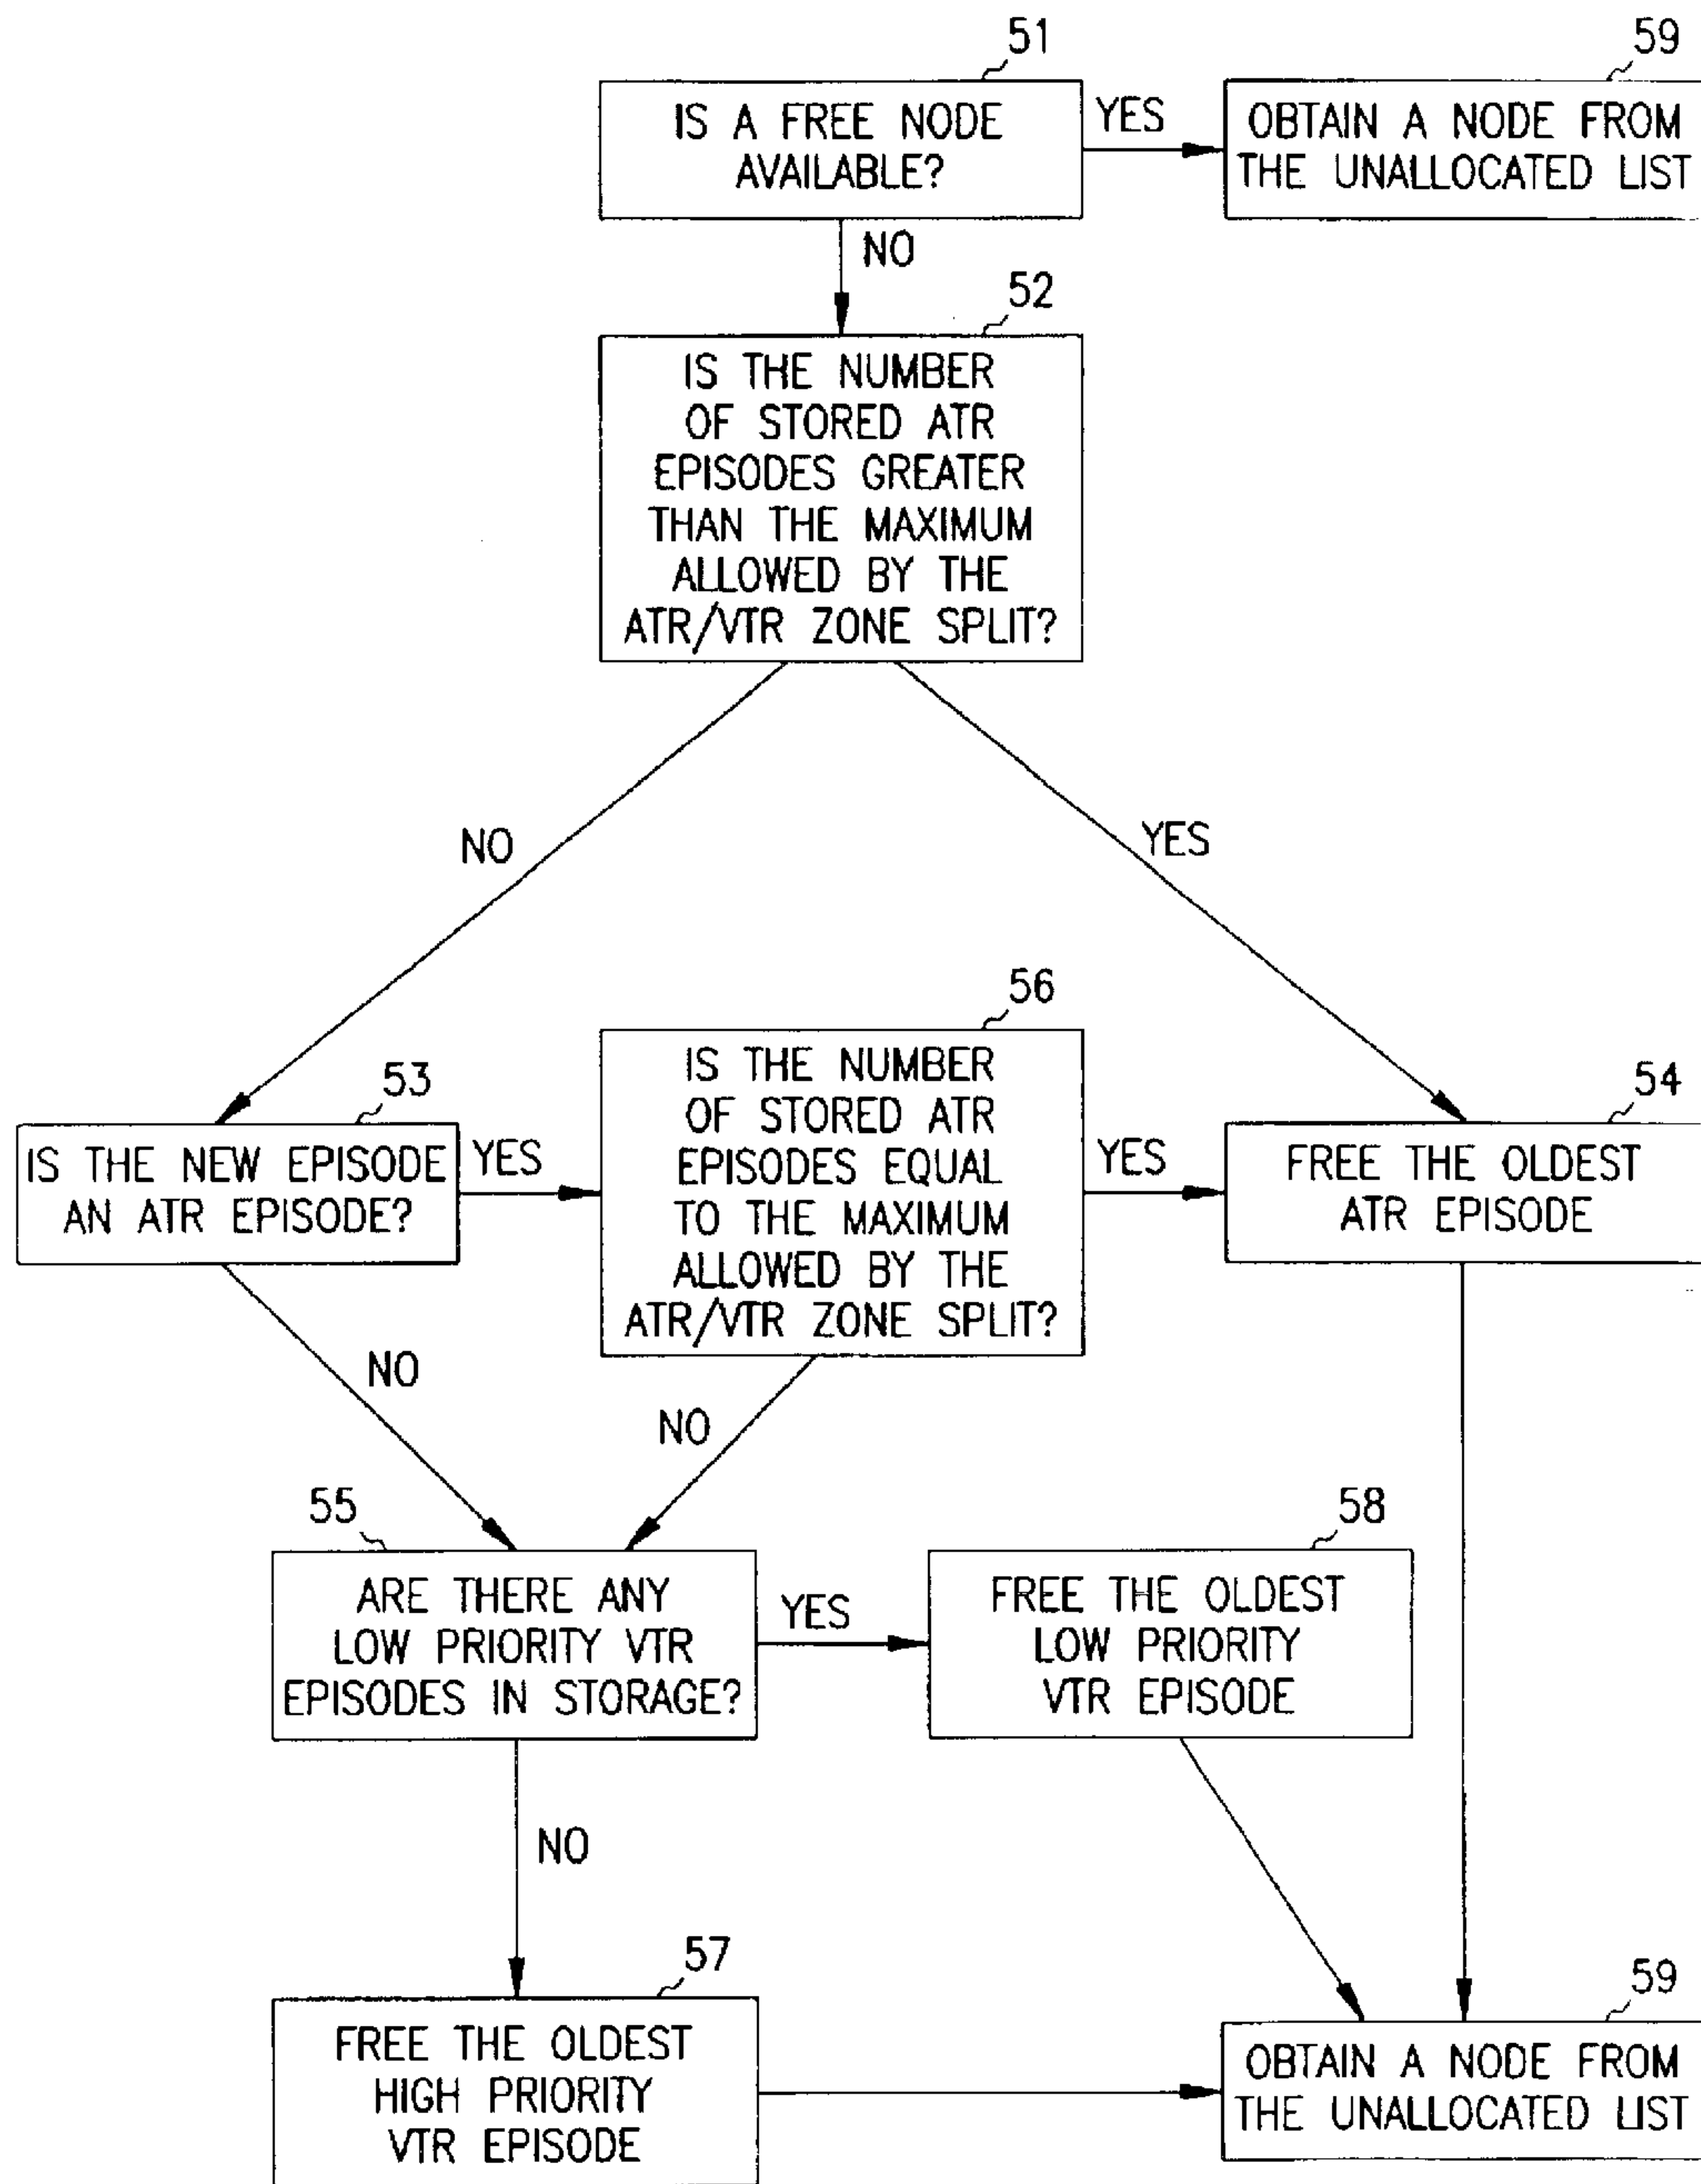 51
IS A FREE NODE
AVAILABLE?
YES
59
OBTAIN A NODE FROM
THE UNALLOCATED LIST
NO
52
IS THE NUMBER
OF STORED ATR
EPISODES GREATER
THAN THE MAXIMUM
ALLOWED BY THE
ATR/VTR ZONE SPLIT?
NO
YES
53
IS THE NEW EPISODE
AN ATR EPISODE?
YES
56
IS THE NUMBER
OF STORED ATR
EPISODES EQUAL
TO THE MAXIMUM
ALLOWED BY THE
ATR/VTR ZONE SPLIT?
YES
54
FREE THE OLDEST
ATR EPISODE
NO
NO
55
ARE THERE ANY
LOW PRIORITY VTR
EPISODES IN STORAGE?
YES
58
FREE THE OLDEST
LOW PRIORITY
VTR EPISODE
NO
57
FREE THE OLDEST
HIGH PRIORITY
VTR EPISODE
59
OBTAIN A NODE FROM
THE UNALLOCATED LIST